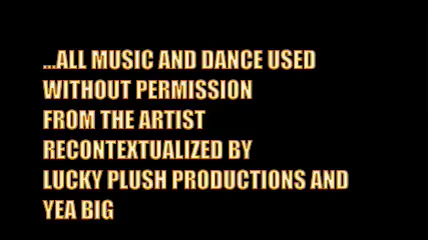 ...ALL MUSIC AND DANCE USED
WITHOUT PERMISSION
FROM THE ARTIST
RECONTEXTUALIZED BY
LUCKY PLUSH PRODUCTIONS AND
YEA BIG